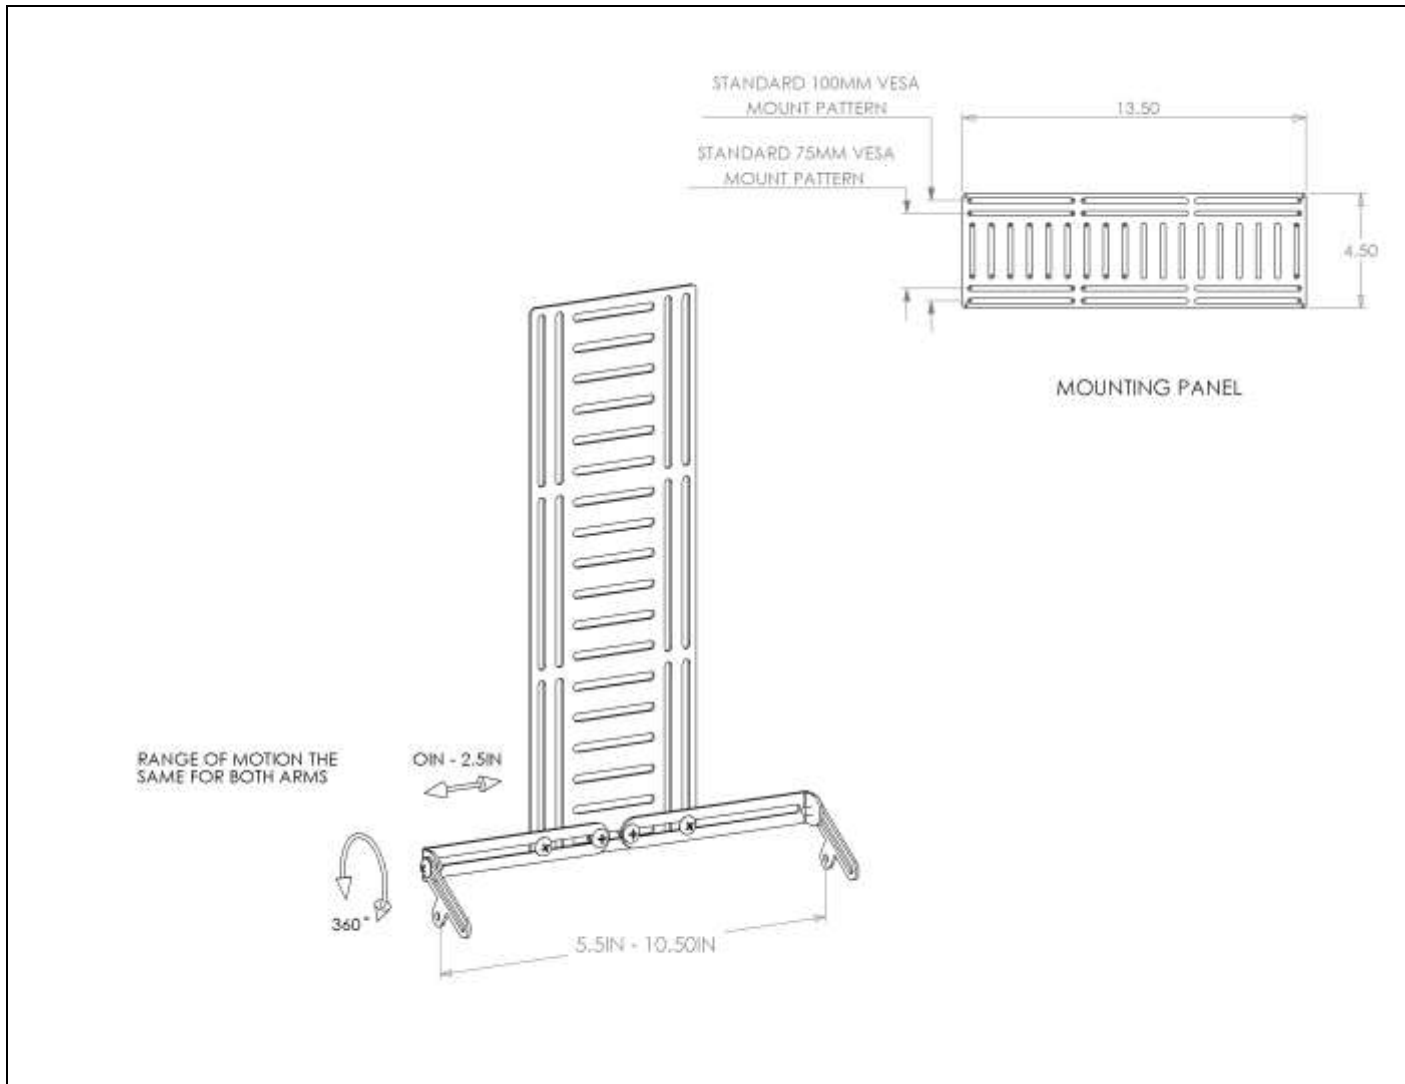 STANDARD 100MM VESA
MOUNT PATTERN
13.50
STANDARD 75MM VESA
MOUNT PATTERN
4.50
MOUNTING PANEL
RANGE OF MOTION THE
SAME FOR BOTH ARMS
OIN - 2.5IN
360°
5.5IN - 10.50IN